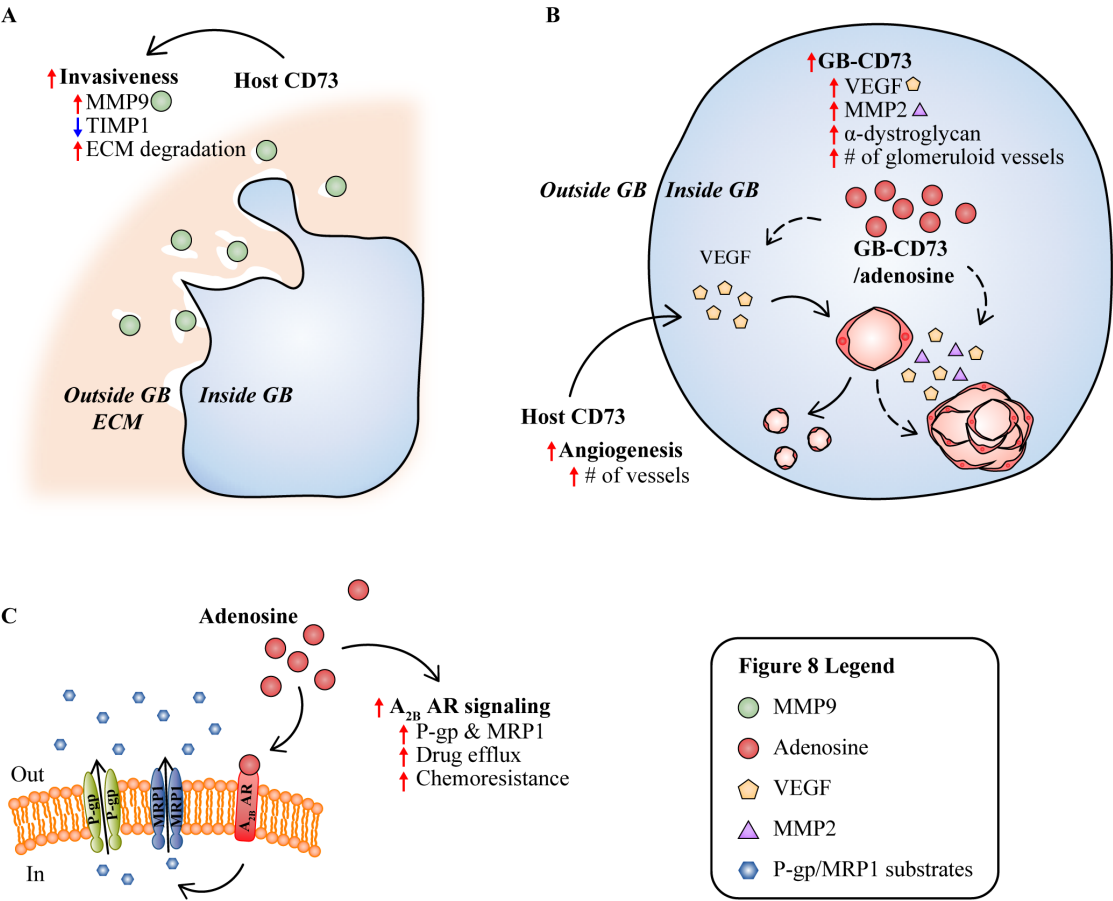 A
Host CD73
Invasiveness
MMP9
TIMP1
ECM degradation
Outside GB
ECM
Inside GB
B
GB-CD73
VEGF
MMP2
α-dystroglycan
# of glomeruloid vessels
Outside GB
Inside GB
GB-CD73
/adenosine
VEGF
Host CD73
Angiogenesis
# of vessels
C
Adenosine
A2B AR signaling
P-gp & MRP1
Drug efflux
Chemoresistance
Out
In
P-gp
P-gp
MRP1
MRP1
A2B AR
Figure 8 Legend
MMP9
Adenosine
VEGF
MMP2
P-gp/MRP1 substrates